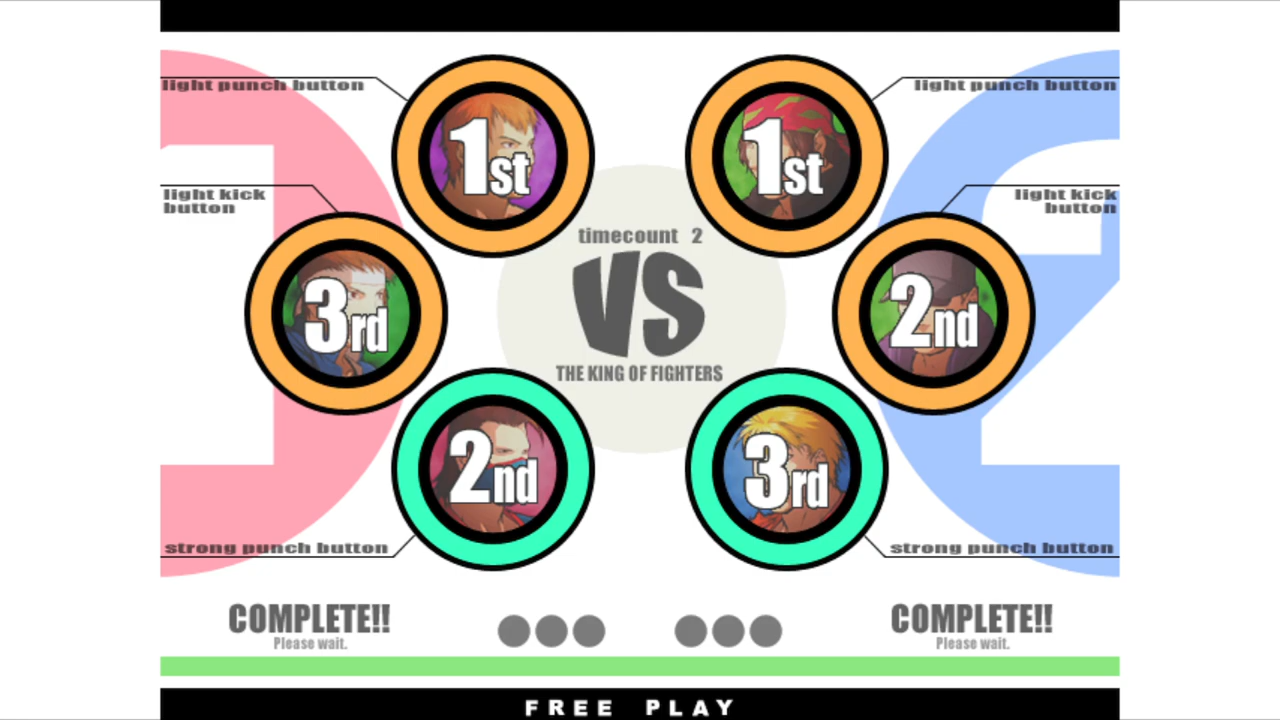 light punch button
light punch button
1st
1st
light kick
button
light kick
button
timecount 2
VS
THE KING OF FIGHTERS
3rd
2nd
2nd
3rd
strong punch button
strong punch button
COMPLETE!!
Please wait.
COMPLETE!!
Please wait.
FREE PLAY